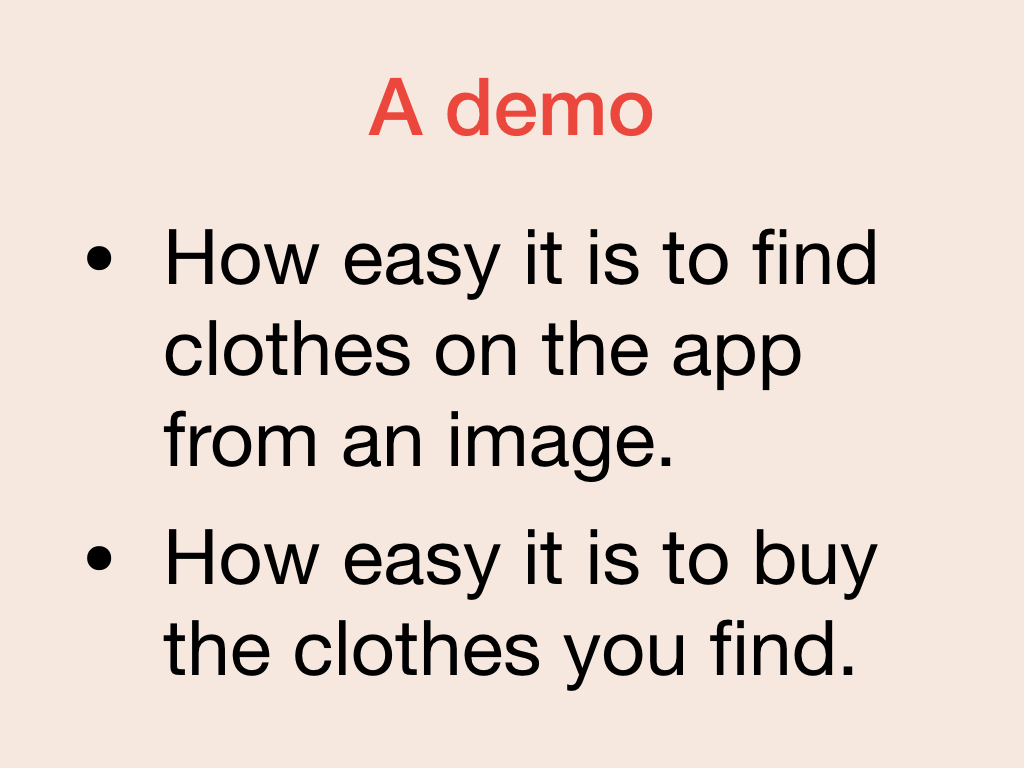 A demo
• How easy it is to find
clothes on the app
from an image.
• How easy it is to buy
the clothes you find.